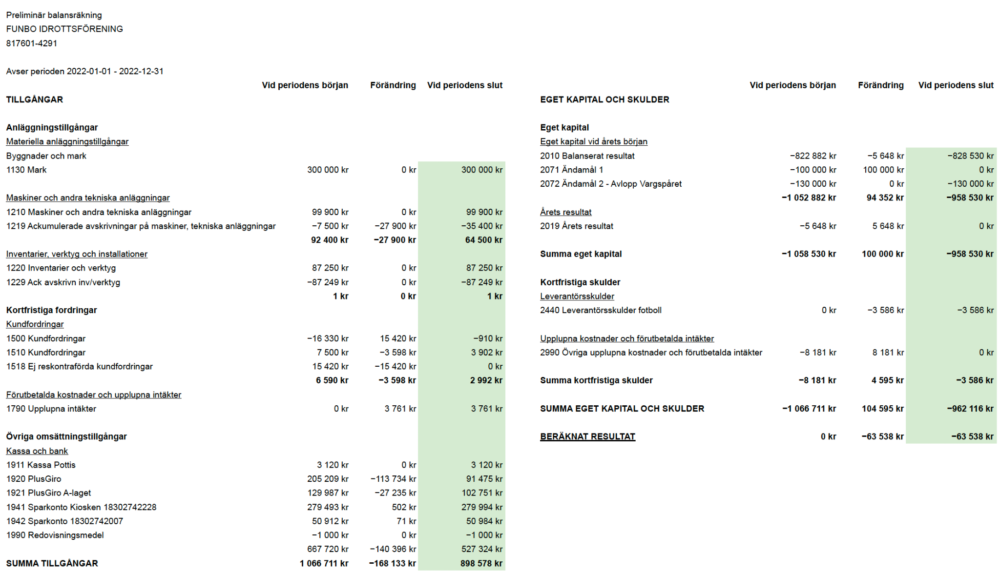 Preliminär balansräkning
FUNBO IDROTTSFÖRENING
817601-4291
Avser perioden 2022-01-01 - 2022-12-31
Vid periodens början Förändring Vid periodens slut
TILLGÅNGAR
Anläggningstillgångar
Materiella anläggningstillgångar
Byggnader och mark
1130 Mark 300 000 kr 0 kr 300 000 kr
Maskiner och andra tekniska anläggningar
1210 Maskiner och andra tekniska anläggningar 99 900 kr 0 kr 99 900 kr
1219 Ackumulerade avskrivningar på maskiner, tekniska anläggningar −7 500 kr −27 900 kr −35 400 kr
92 400 kr −27 900 kr 64 500 kr
Inventarier, verktyg och installationer
1220 Inventarier och verktyg 87 250 kr 0 kr 87 250 kr
1229 Ack avskrivn inv/verktyg −87 249 kr 0 kr −87 249 kr
1 kr 0 kr 1 kr
Kortfristiga fordringar
Kundfordringar
1500 Kundfordringar −16 330 kr 15 420 kr −910 kr
1510 Kundfordringar 7 500 kr −3 598 kr 3 902 kr
1518 Ej reskontraförda kundfordringar 15 420 kr −15 420 kr 0 kr
6 590 kr −3 598 kr 2 992 kr
Förutbetalda kostnader och upplupna intäkter
1790 Upplupna intäkter 0 kr 3 761 kr 3 761 kr
Övriga omsättningstillgångar
Kassa och bank
1911 Kassa Pottis 3 120 kr 0 kr 3 120 kr
1920 PlusGiro 205 209 kr −113 734 kr 91 475 kr
1921 PlusGiro A-laget 129 987 kr −27 235 kr 102 751 kr
1941 Sparkonto Kiosken 18302742228 279 493 kr 502 kr 279 994 kr
1942 Sparkonto 18302742007 50 912 kr 71 kr 50 984 kr
1990 Redovisningsmedel −1 000 kr 0 kr −1 000 kr
667 720 kr −140 396 kr 527 324 kr
SUMMA TILLGÅNGAR 1 066 711 kr −168 133 kr 898 578 kr
Vid periodens början Förändring Vid periodens slut
EGET KAPITAL OCH SKULDER
Eget kapital
Eget kapital vid årets början
2010 Balanserat resultat −822 882 kr −5 648 kr −828 530 kr
2071 Ändamål 1 −100 000 kr 100 000 kr 0 kr
2072 Ändamål 2 - Avlopp Vargspåret −130 000 kr 0 kr −130 000 kr
−1 052 882 kr 94 352 kr −958 530 kr
Årets resultat
2019 Årets resultat −5 648 kr 5 648 kr 0 kr
Summa eget kapital −1 058 530 kr 100 000 kr −958 530 kr
Kortfristiga skulder
Leverantörsskulder
2440 Leverantörsskulder fotboll 0 kr −3 586 kr −3 586 kr
Upplupna kostnader och förutbetalda intäkter
2990 Övriga upplupna kostnader och förutbetalda intäkter −8 181 kr 8 181 kr 0 kr
Summa kortfristiga skulder −8 181 kr 4 595 kr −3 586 kr
SUMMA EGET KAPITAL OCH SKULDER −1 066 711 kr 104 595 kr −962 116 kr
BERÄKNAT RESULTAT 0 kr −63 538 kr −63 538 kr